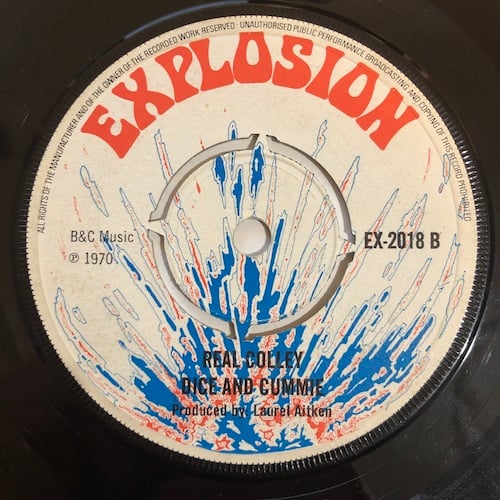 ALL RIGHTS OF THE MANUFACTURER AND OF THE OWNER OF THE RECORDED WORK RESERVED · UNAUTHORISED PUBLIC PERFORMANCE BROADCASTING AND COPYING OF THIS RECORD PROHIBITED
EXPLOSION
B&C Music
℗ 1970
EX-2018 B
REAL COLLEY
DICE AND CUMMIE
Produced by: Laurel Aitken